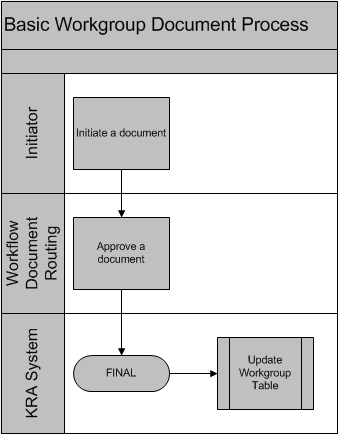 Basic Workgroup Document Process
Initiator
Initiate a document
Workflow
Document
Routing
Approve a
document
KRA System
FINAL
Update
Workgroup
Table